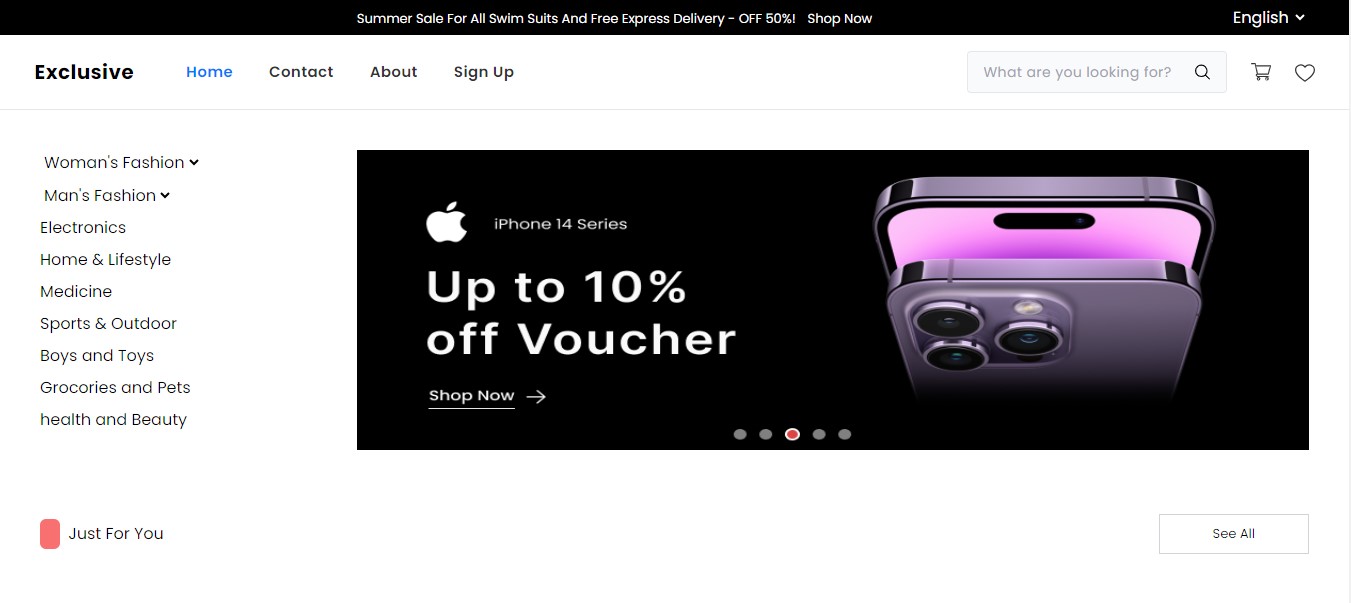 Summer Sale For All Swim Suits And Free Express Delivery - OFF 50%! Shop Now
English
Exclusive
Home
Contact
About
Sign Up
What are you looking for?
Woman's Fashion
Man's Fashion
Electronics
Home & Lifestyle
Medicine
Sports & Outdoor
Boys and Toys
Grocories and Pets
health and Beauty
iPhone 14 Series
Up to 10%
off Voucher
Shop Now
Just For You
See All